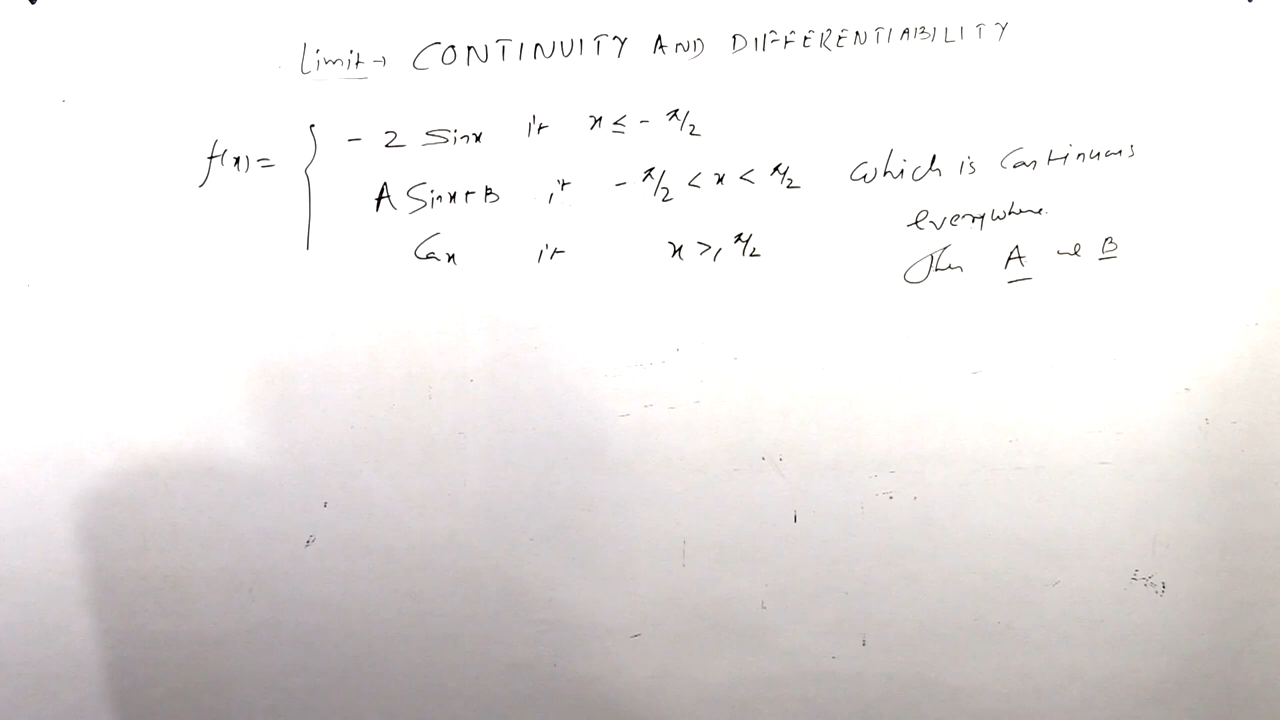 Limit → CONTINUITY AND DIFFERENTIABILITY
f(x) = { - 2 Sinx if x ≤ - π/2
A Sinx + B if - π/2 < x < π/2 which is Continuous
everywhere.
Cosx if x ≥ π/2
Then A and B